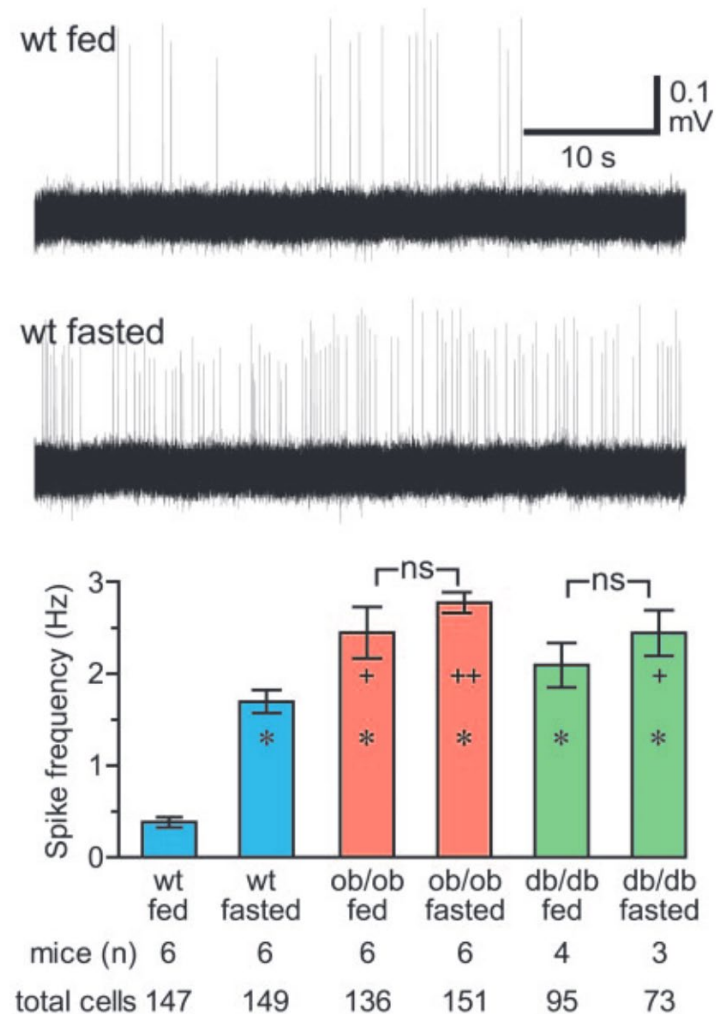 wt fed
0.1
mV
10 s
wt fasted
Spike frequency (Hz)
3
2
1
0
ns
ns
+
++
+
*
*
*
*
*
wt fed
wt fasted
ob/ob fed
ob/ob fasted
db/db fed
db/db fasted
mice (n) 6 6 6 6 4 3
total cells 147 149 136 151 95 73